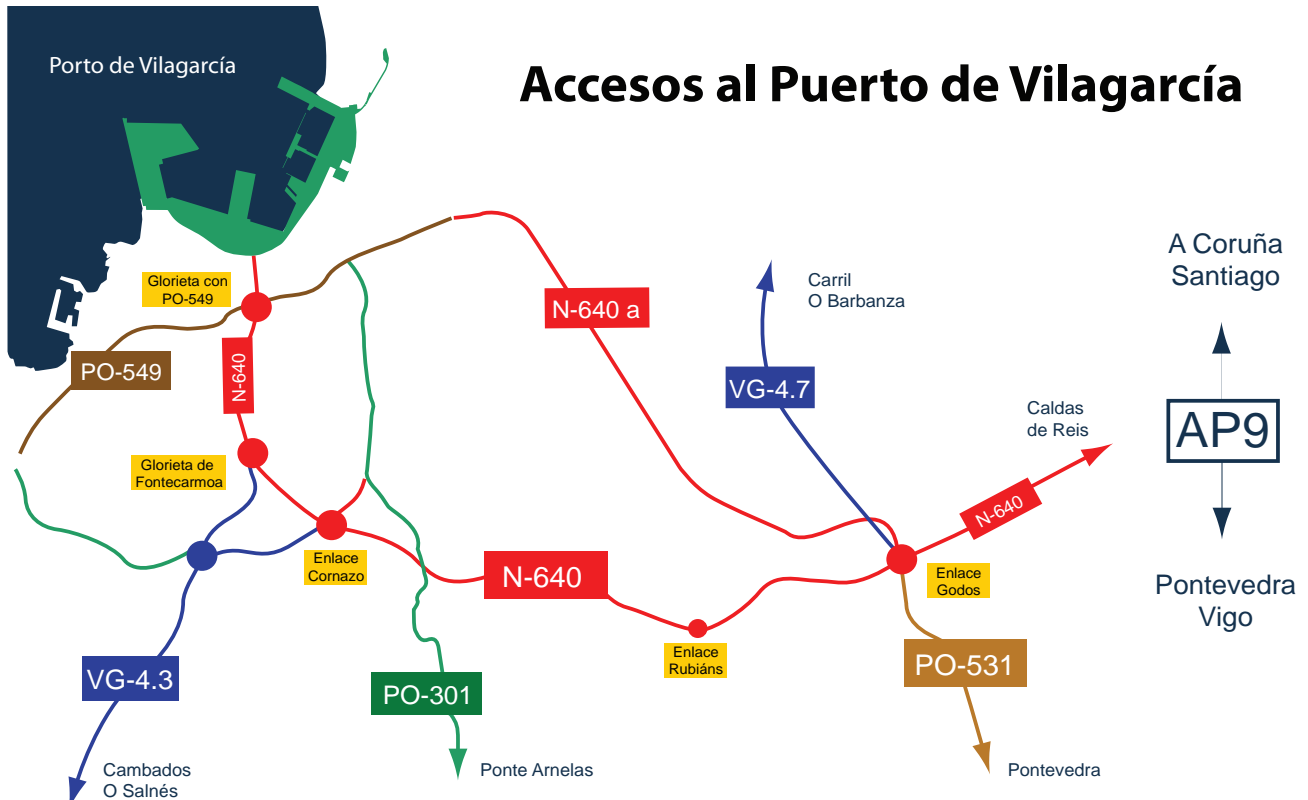 Porto de Vilagarcía
Accesos al Puerto de Vilagarcía
A Coruña
Santiago
Glorieta con
PO-549
Carril
O Barbanza
N-640 a
PO-549
N-640
VG-4.7
Caldas
de Reis
AP9
Glorieta de
Fontecarmoa
N-640
Enlace
Cornazo
N-640
Enlace
Godos
Pontevedra
Vigo
Enlace
Rubiáns
VG-4.3
PO-301
PO-531
Cambados
O Salnés
Ponte Arnelas
Pontevedra